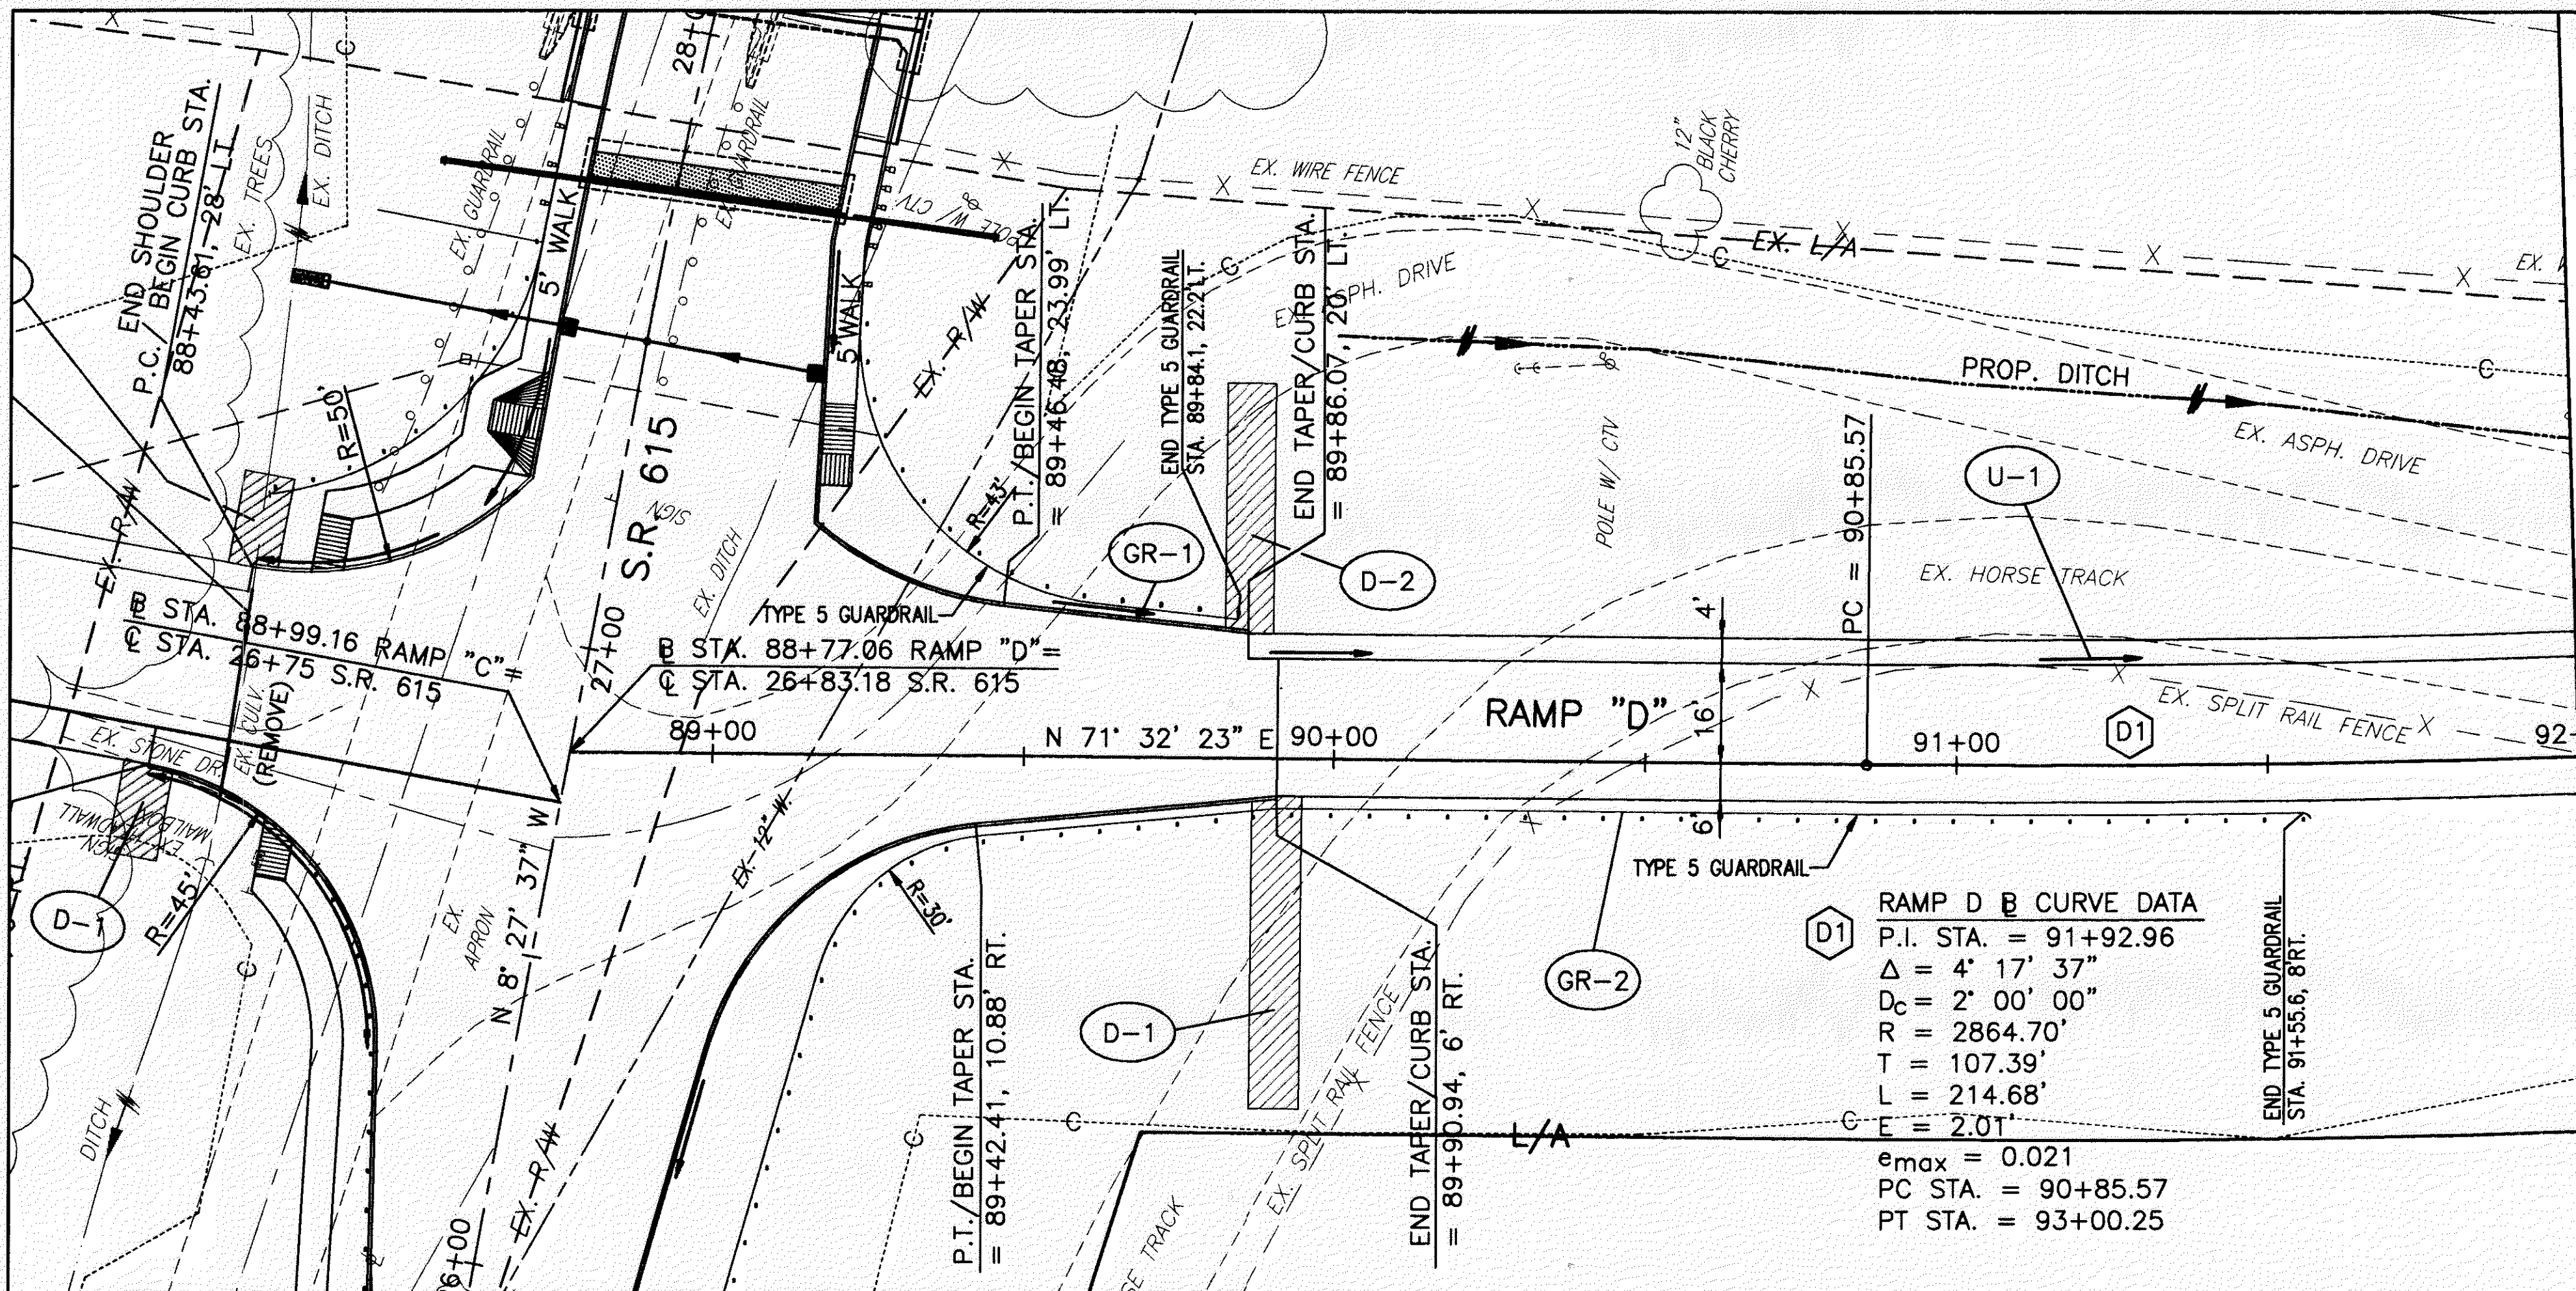 P.C./ END SHOULDER
BEGIN CURB STA.
88+43.61, 28' LT.
EX. TREES
EX. DITCH
C
EX. GUARDRAIL
5' WALK
28+
EX. GUARDRAIL
POLE W/ CTV
5' WALK
EX. R/W
P.T./BEGIN TAPER STA.
= 89+46.48, 23.99' LT.
END TYPE 5 GUARDRAIL
STA. 89+84.1, 22.2'LT.
END TAPER/CURB STA.
= 89+86.07, 20' LT.
EX. WIRE FENCE
12"
BLACK
CHERRY
EX. L/A
EX. ASPH. DRIVE
PROP. DITCH
EX. ASPH. DRIVE
POLE W/ CTV
PC = 90+85.57
U-1
EX. HORSE TRACK
R=50'
S.R. 615
SIGN
EX. DITCH
R=43'
GR-1
D-2
TYPE 5 GUARDRAIL
EX. R/W
B STA. 88+99.16 RAMP "C"=
C STA. 26+75 S.R. 615
27+00
B STA. 88+77.06 RAMP "D"=
C STA. 26+83.18 S.R. 615
EX. CULV.
(REMOVE)
EX. STONE DR.
89+00
N 71° 32' 23" E
90+00
RAMP "D"
4'
16'
6'
91+00
D1
EX. SPLIT RAIL FENCE
92+
SIGN
EX. HEADWALL
MAILBOX
D-1
R=45'
EX.
APRON
N 8° 27' 37" W
EX. 12" W.
R=30'
TYPE 5 GUARDRAIL
GR-2
D-1
P.T./BEGIN TAPER STA.
= 89+42.41, 10.88' RT.
END TAPER/CURB STA.
= 89+90.94, 6' RT.
EX. SPLIT RAIL FENCE
L/A
DITCH
EX. R/W
6+00
D1
RAMP D B CURVE DATA
P.I. STA. = 91+92.96
Δ = 4° 17' 37"
Dc = 2° 00' 00"
R = 2864.70'
T = 107.39'
L = 214.68'
E = 2.01'
emax = 0.021
PC STA. = 90+85.57
PT STA. = 93+00.25
END TYPE 5 GUARDRAIL
STA. 91+55.6, 8'RT.